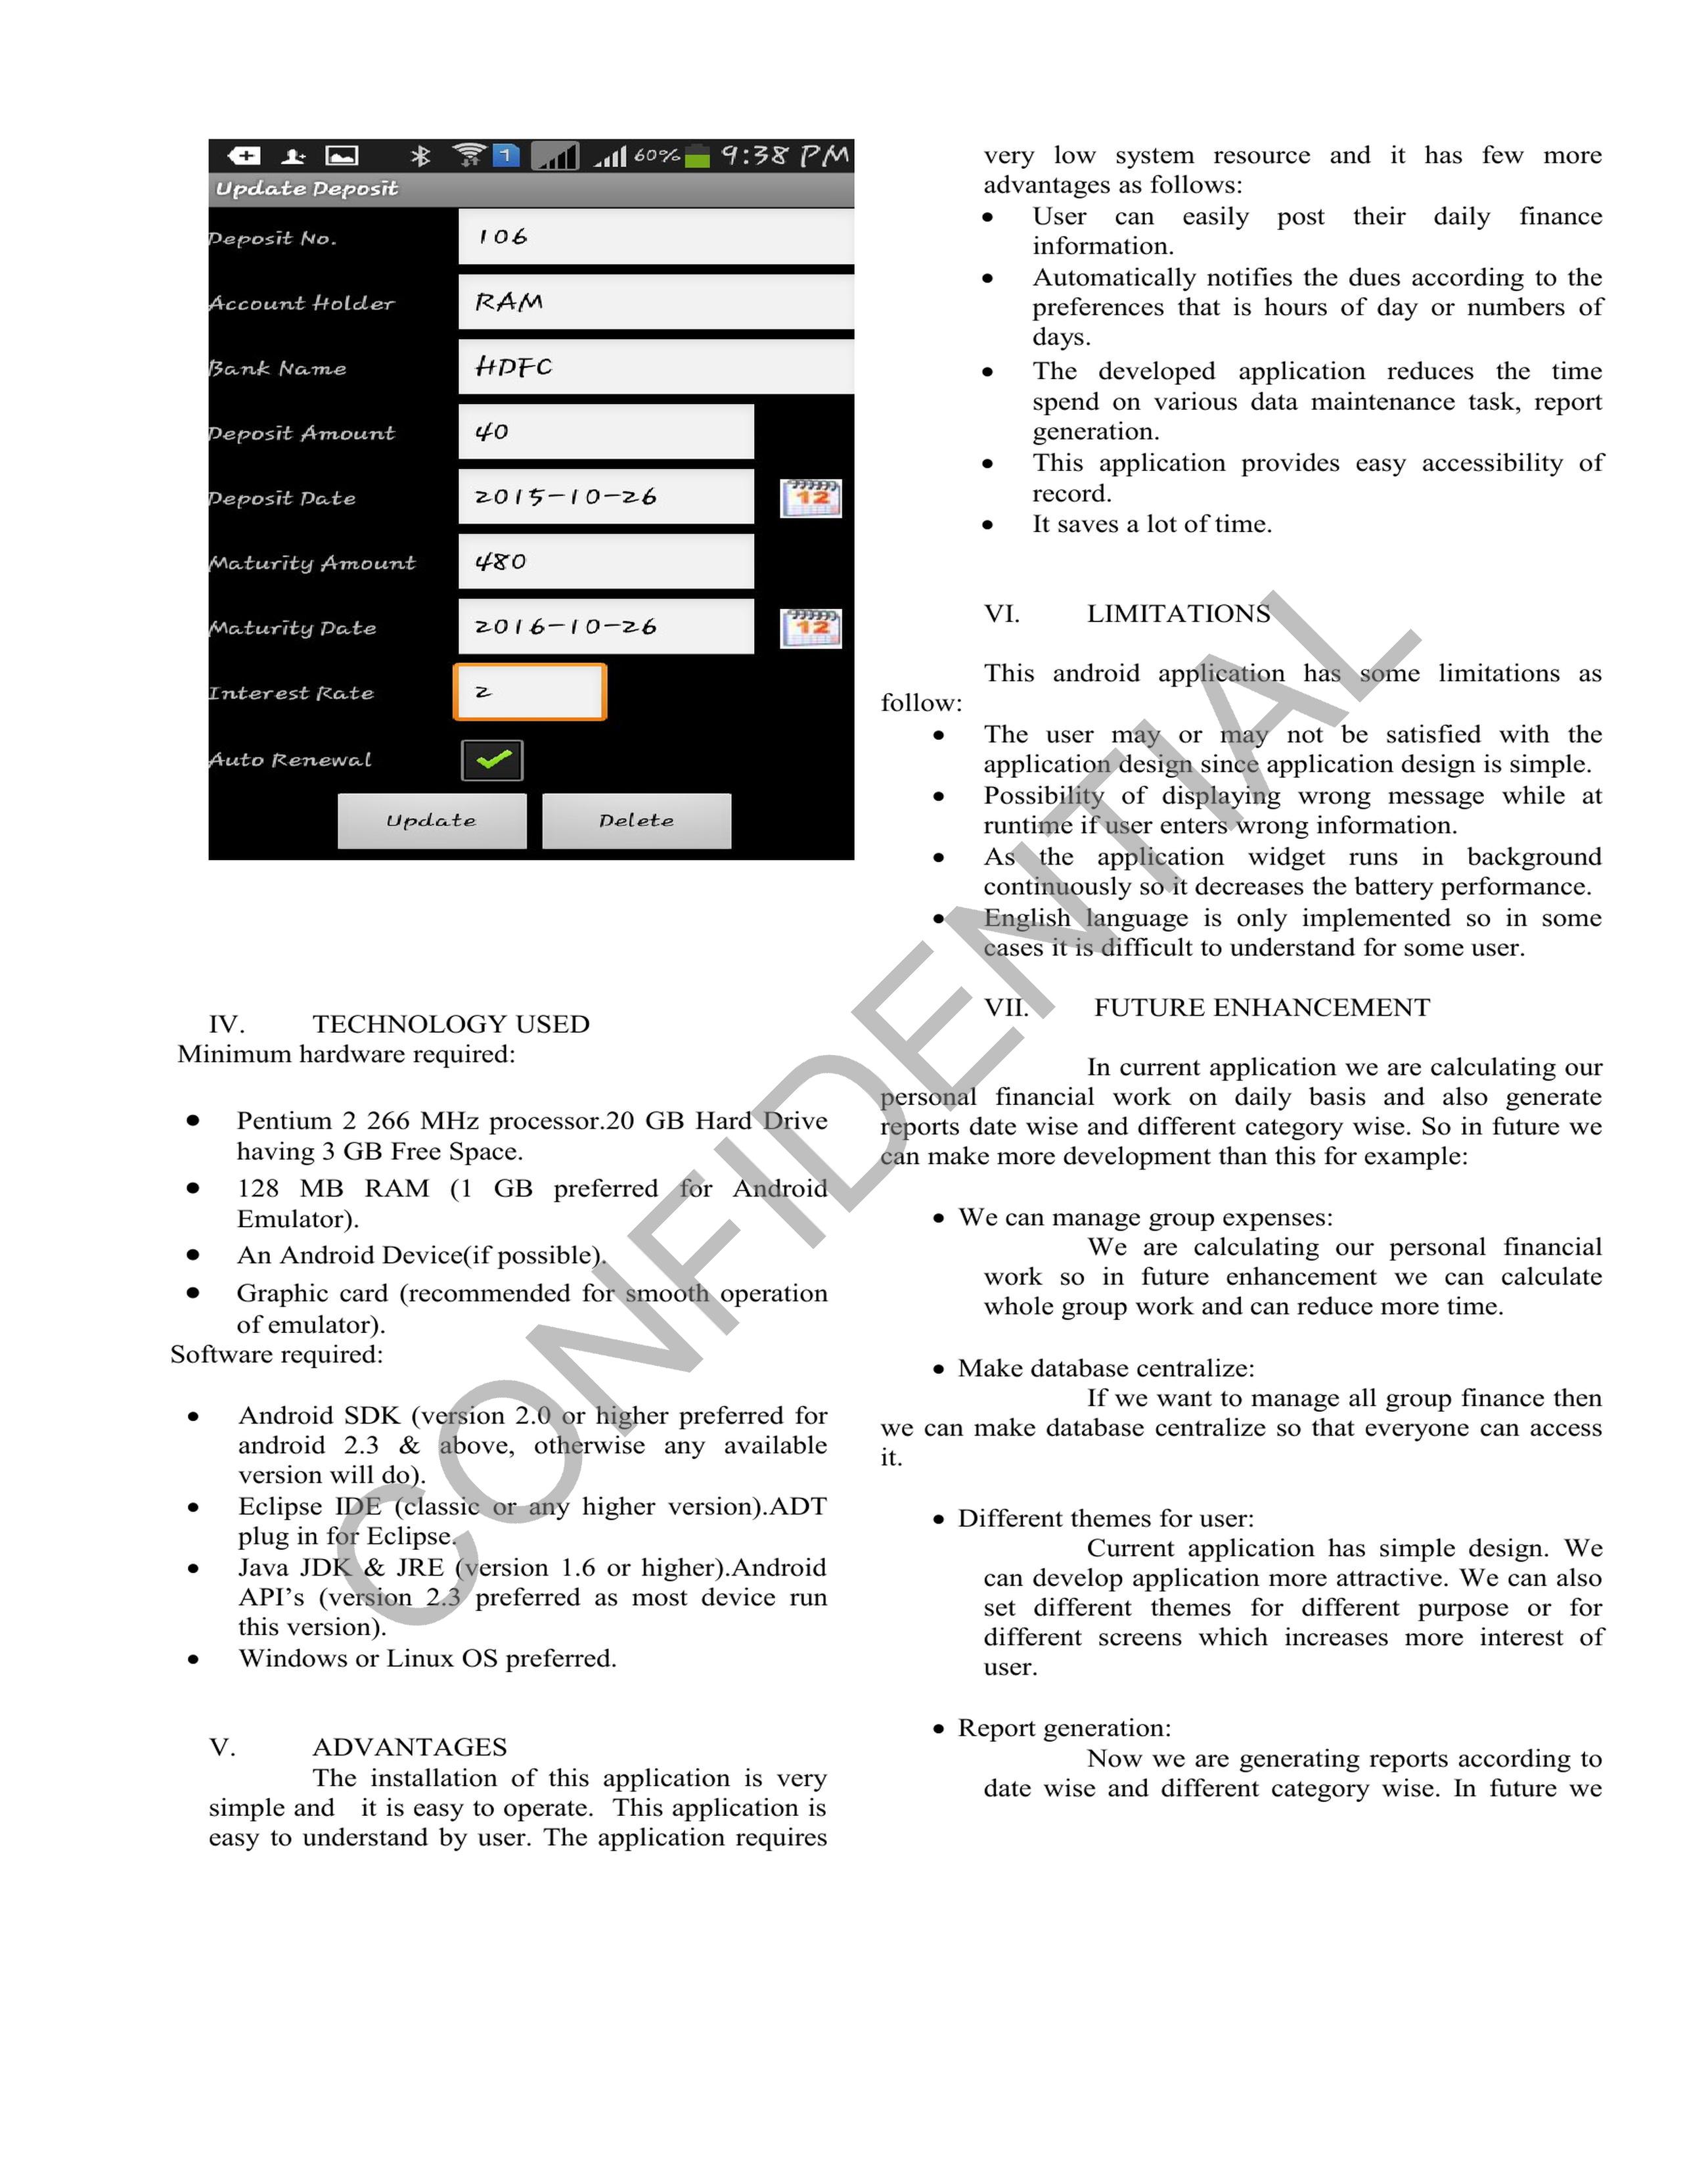 1 60% 9:38 PM
Update Deposit
Deposit No. 106
Account Holder RAM
Bank Name HDFC
Deposit Amount 40
Deposit Date 2015-10-26
12
Maturity Amount 480
Maturity Date 2016-10-26
12
Interest Rate 2
Auto Renewal
Update Delete
IV. TECHNOLOGY USED
Minimum hardware required:
• Pentium 2 266 MHz processor.20 GB Hard Drive
having 3 GB Free Space.
• 128 MB RAM (1 GB preferred for Android
Emulator).
• An Android Device(if possible).
• Graphic card (recommended for smooth operation
of emulator).
Software required:
• Android SDK (version 2.0 or higher preferred for
android 2.3 & above, otherwise any available
version will do).
• Eclipse IDE (classic or any higher version).ADT
plug in for Eclipse.
• Java JDK & JRE (version 1.6 or higher).Android
API's (version 2.3 preferred as most device run
this version).
• Windows or Linux OS preferred.
V. ADVANTAGES
The installation of this application is very
simple and it is easy to operate. This application is
easy to understand by user. The application requires
very low system resource and it has few more
advantages as follows:
• User can easily post their daily finance
information.
• Automatically notifies the dues according to the
preferences that is hours of day or numbers of
days.
• The developed application reduces the time
spend on various data maintenance task, report
generation.
• This application provides easy accessibility of
record.
• It saves a lot of time.
VI. LIMITATIONS
This android application has some limitations as
follow:
• The user may or may not be satisfied with the
application design since application design is simple.
• Possibility of displaying wrong message while at
runtime if user enters wrong information.
• As the application widget runs in background
continuously so it decreases the battery performance.
• English language is only implemented so in some
cases it is difficult to understand for some user.
VII. FUTURE ENHANCEMENT
In current application we are calculating our
personal financial work on daily basis and also generate
reports date wise and different category wise. So in future we
can make more development than this for example:
• We can manage group expenses:
We are calculating our personal financial
work so in future enhancement we can calculate
whole group work and can reduce more time.
• Make database centralize:
If we want to manage all group finance then
we can make database centralize so that everyone can access
it.
• Different themes for user:
Current application has simple design. We
can develop application more attractive. We can also
set different themes for different purpose or for
different screens which increases more interest of
user.
• Report generation:
Now we are generating reports according to
date wise and different category wise. In future we
CONFIDENTIAL